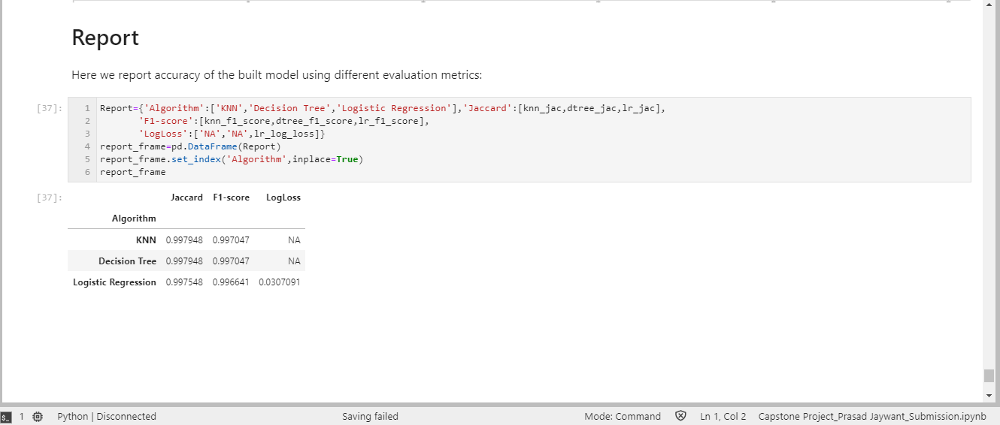 Report
Here we report accuracy of the built model using different evaluation metrics:
[37]:
1 Report={'Algorithm':['KNN','Decision Tree','Logistic Regression'],'Jaccard':[knn_jac,dtree_jac,lr_jac],
2 'F1-score':[knn_f1_score,dtree_f1_score,lr_f1_score],
3 'LogLoss':['NA','NA',lr_log_loss]}
4 report_frame=pd.DataFrame(Report)
5 report_frame.set_index('Algorithm',inplace=True)
6 report_frame
[37]:
Jaccard F1-score LogLoss
Algorithm
KNN 0.997948 0.997047 NA
Decision Tree 0.997948 0.997047 NA
Logistic Regression 0.997548 0.996641 0.0307091
$_ 1 Python | Disconnected Saving failed Mode: Command Ln 1, Col 2 Capstone Project_Prasad Jaywant_Submission.ipynb